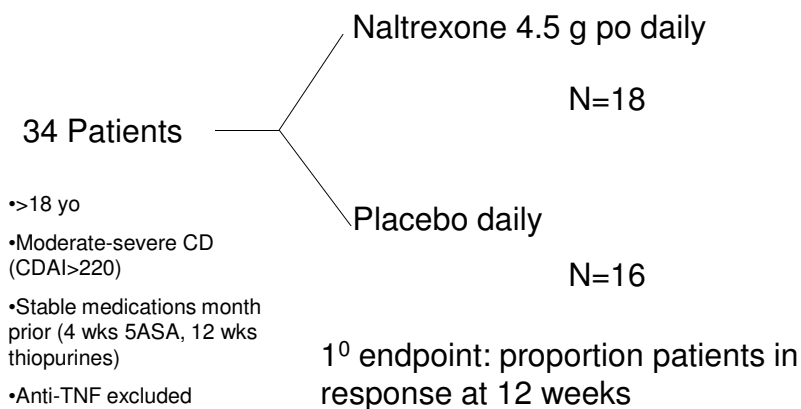 Naltrexone 4.5 g po daily
N=18
34 Patients
•>18 yo
•Moderate-severe CD
(CDAI>220)
•Stable medications month
prior (4 wks 5ASA, 12 wks
thiopurines)
•Anti-TNF excluded
Placebo daily
N=16
1⁰ endpoint: proportion patients in
response at 12 weeks